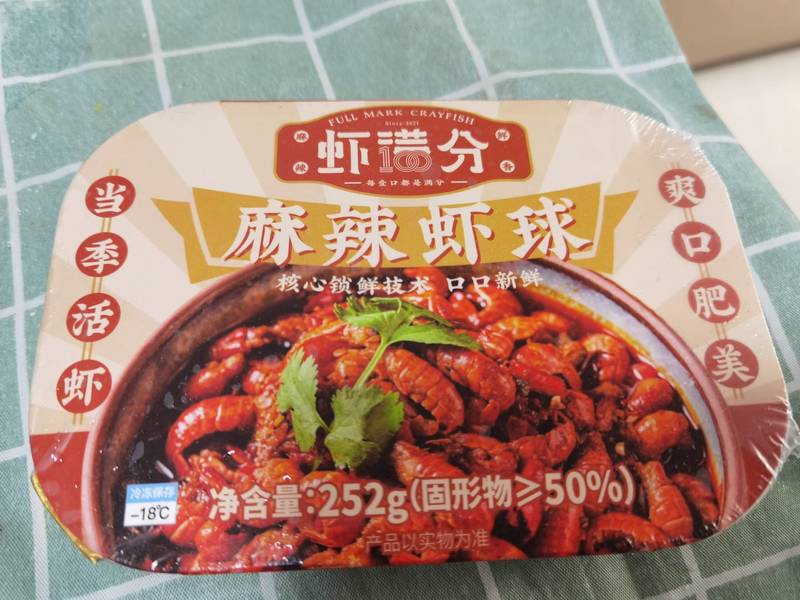 FULL MARK CRAYFISH
Since 2021
麻辣
虾满分
100
鲜香
每壹口都是满分
麻辣虾球
核心锁鲜技术 口口新鲜
当季活虾
爽口肥美
冷冻保存
-18℃
净含量:252g(固形物≥50%)
产品以实物为准